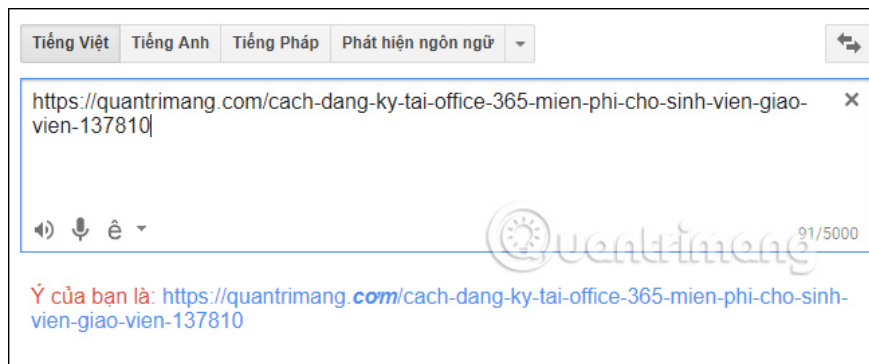 Tiếng Việt Tiếng Anh Tiếng Pháp Phát hiện ngôn ngữ
https://quantrimang.com/cach-dang-ky-tai-office-365-mien-phi-cho-sinh-vien-giao-
vien-137810
ê
Quantrimang
91/5000
Ý của bạn là: https://quantrimang.cơm/cach-dang-ky-tai-office-365-mien-phi-cho-sinh-
vien-giao-vien-137810